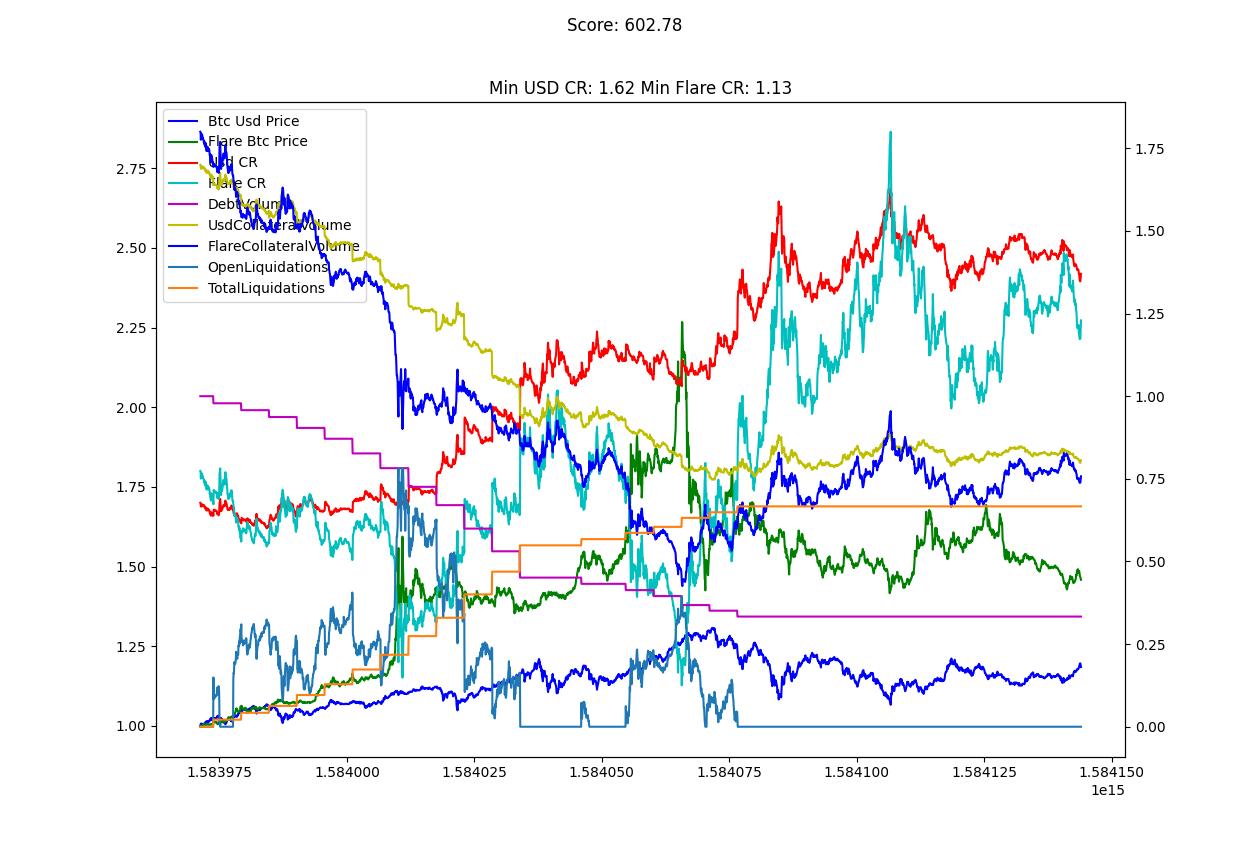 Score: 602.78
Min USD CR: 1.62 Min Flare CR: 1.13
Btc Usd Price
Flare Btc Price
Usd CR
Flare CR
DebtVolume
UsdCollateralVolume
FlareCollateralVolume
OpenLiquidations
TotalLiquidations
2.75
2.50
2.25
2.00
1.75
1.50
1.25
1.00
1.75
1.50
1.25
1.00
0.75
0.50
0.25
0.00
1.583975 1.584000 1.584025 1.584050 1.584075 1.584100 1.584125 1.584150
1e15